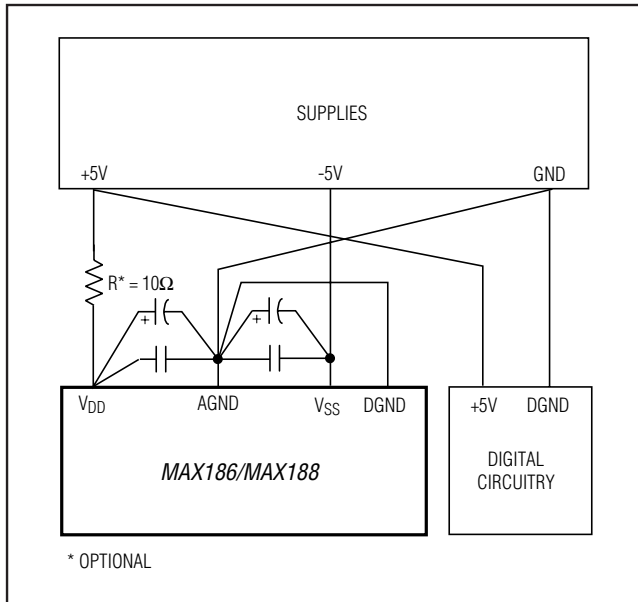 SUPPLIES
+5V -5V GND
R* = 10Ω
+ +
VDD AGND VSS DGND +5V DGND
MAX186/MAX188
DIGITAL
CIRCUITRY
* OPTIONAL